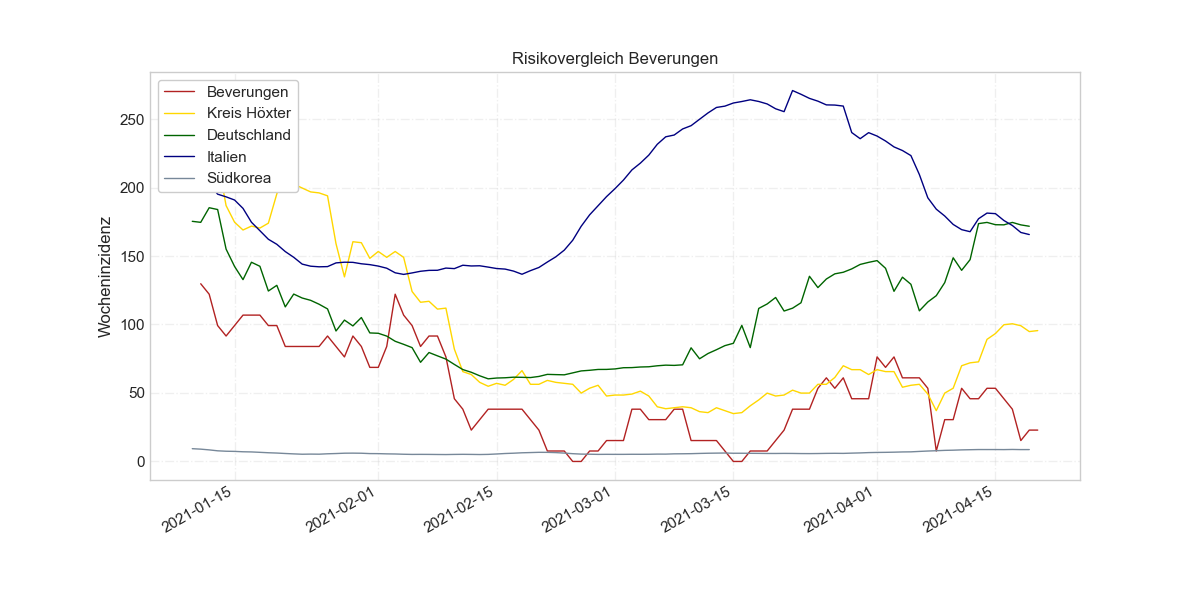 Risikovergleich Beverungen
Beverungen
Kreis Höxter
Deutschland
Italien
Südkorea
Wocheninzidenz
250
200
150
100
50
0
2021-01-15
2021-02-01
2021-02-15
2021-03-01
2021-03-15
2021-04-01
2021-04-15